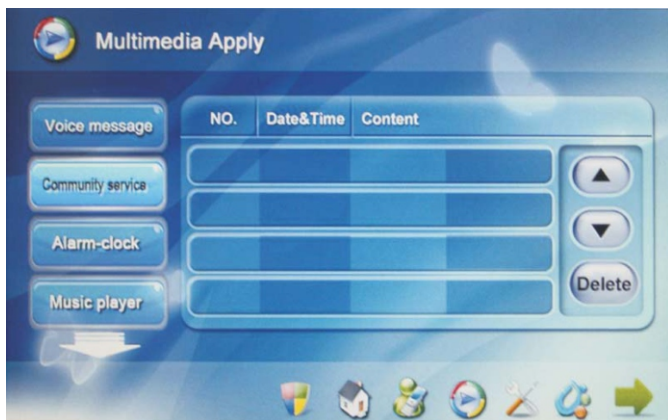 Multimedia Apply
Voice message
Community service
Alarm-clock
Music player
NO. Date&Time Content
Delete